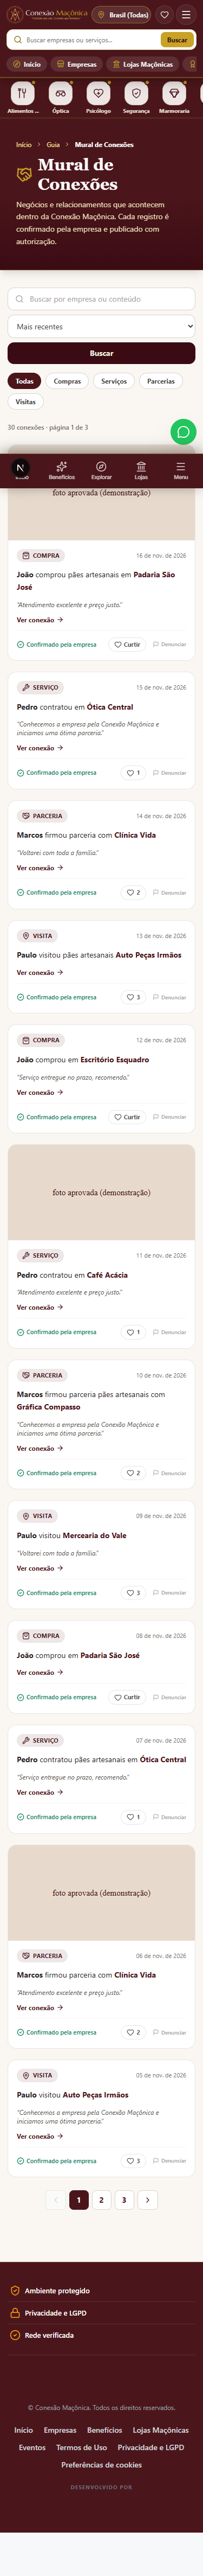 Conexão Maçônica
Brasil (Todas)
Buscar empresas ou serviços...
Buscar
Início
Empresas
Lojas Maçônicas
Alimentos ...
Óptica
Psicólogo
Segurança
Marmoraria
Início > Guia > Mural de Conexões
Mural de
Conexões
Negócios e relacionamentos que aconteceram
dentro da Conexão Maçônica. Cada registro é
confirmado pela empresa e publicado com
autorização.
Buscar por empresa ou conteúdo
Mais recentes
Buscar
Todas
Compras
Serviços
Parcerias
Visitas
30 conexões · página 1 de 3
N
Benefícios
Explorar
Lojas
Menu
foto aprovada (demonstração)
COMPRA
16 de nov. de 2026
João comprou pães artesanais em Padaria São
José
"Atendimento excelente e preço justo."
Ver conexão →
Confirmado pela empresa
Curtir
Denunciar
SERVIÇO
15 de nov. de 2026
Pedro contratou em Ótica Central
"Conhecemos a empresa pela Conexão Maçônica e
iniciamos uma ótima parceria."
Ver conexão →
Confirmado pela empresa
1
Denunciar
PARCERIA
14 de nov. de 2026
Marcos firmou parceria com Clínica Vida
"Voltarei com toda a família."
Ver conexão →
Confirmado pela empresa
2
Denunciar
VISITA
13 de nov. de 2026
Paulo visitou pães artesanais Auto Peças Irmãos
Ver conexão →
Confirmado pela empresa
3
Denunciar
COMPRA
12 de nov. de 2026
João comprou em Escritório Esquadro
"Serviço entregue no prazo, recomendo."
Ver conexão →
Confirmado pela empresa
Curtir
Denunciar
foto aprovada (demonstração)
SERVIÇO
11 de nov. de 2026
Pedro contratou em Café Acácia
"Atendimento excelente e preço justo."
Ver conexão →
Confirmado pela empresa
1
Denunciar
PARCERIA
10 de nov. de 2026
Marcos firmou parceria pães artesanais com
Gráfica Compasso
"Conhecemos a empresa pela Conexão Maçônica e
iniciamos uma ótima parceria."
Ver conexão →
Confirmado pela empresa
2
Denunciar
VISITA
09 de nov. de 2026
Paulo visitou Mercearia do Vale
"Voltarei com toda a família."
Ver conexão →
Confirmado pela empresa
3
Denunciar
COMPRA
08 de nov. de 2026
João comprou em Padaria São José
Ver conexão →
Confirmado pela empresa
Curtir
Denunciar
SERVIÇO
07 de nov. de 2026
Pedro contratou pães artesanais em Ótica Central
"Serviço entregue no prazo, recomendo."
Ver conexão →
Confirmado pela empresa
1
Denunciar
foto aprovada (demonstração)
PARCERIA
06 de nov. de 2026
Marcos firmou parceria com Clínica Vida
"Atendimento excelente e preço justo."
Ver conexão →
Confirmado pela empresa
2
Denunciar
VISITA
05 de nov. de 2026
Paulo visitou Auto Peças Irmãos
"Conhecemos a empresa pela Conexão Maçônica e
iniciamos uma ótima parceria."
Ver conexão →
Confirmado pela empresa
3
Denunciar
1 2 3
Ambiente protegido
Privacidade e LGPD
Rede verificada
© Conexão Maçônica. Todos os direitos reservados.
Início Empresas Benefícios Lojas Maçônicas
Eventos Termos de Uso Privacidade e LGPD
Preferências de cookies
DESENVOLVIDO POR